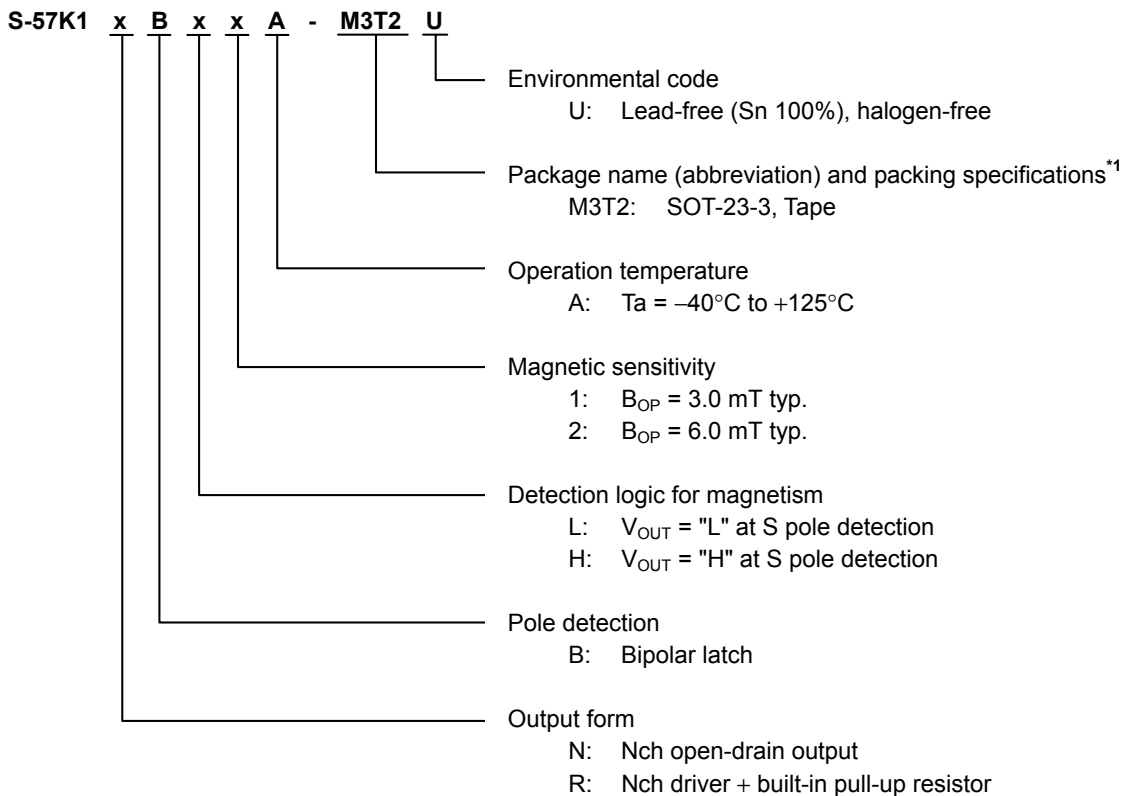 S-57K1 x B x x A - M3T2 U
Environmental code
U: Lead-free (Sn 100%), halogen-free
Package name (abbreviation) and packing specifications*1
M3T2: SOT-23-3, Tape
Operation temperature
A: Ta = −40°C to +125°C
Magnetic sensitivity
1: BOP = 3.0 mT typ.
2: BOP = 6.0 mT typ.
Detection logic for magnetism
L: VOUT = "L" at S pole detection
H: VOUT = "H" at S pole detection
Pole detection
B: Bipolar latch
Output form
N: Nch open-drain output
R: Nch driver + built-in pull-up resistor